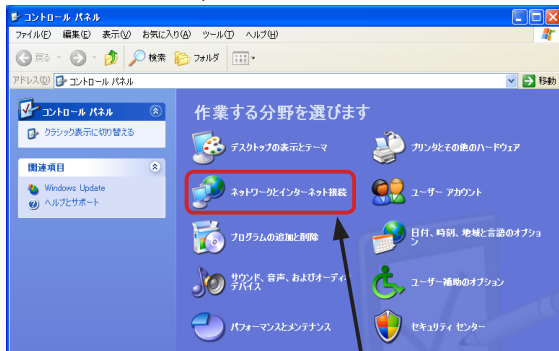 コントロール パネル
ファイル(F) 編集(E) 表示(V) お気に入り(A) ツール(T) ヘルプ(H)
戻る 検索 フォルダ
アドレス(D) コントロール パネル 移動
コントロール パネル
クラシック表示に切り替える
関連項目
Windows Update
ヘルプとサポート
作業する分野を選びます
デスクトップの表示とテーマ
プリンタとその他のハードウェア
ネットワークとインターネット接続
ユーザー アカウント
プログラムの追加と削除
日付、時刻、地域と言語のオプショ
ン
サウンド、音声、およびオーディオ
デバイス
ユーザー補助のオプション
パフォーマンスとメンテナンス
セキュリティ センター